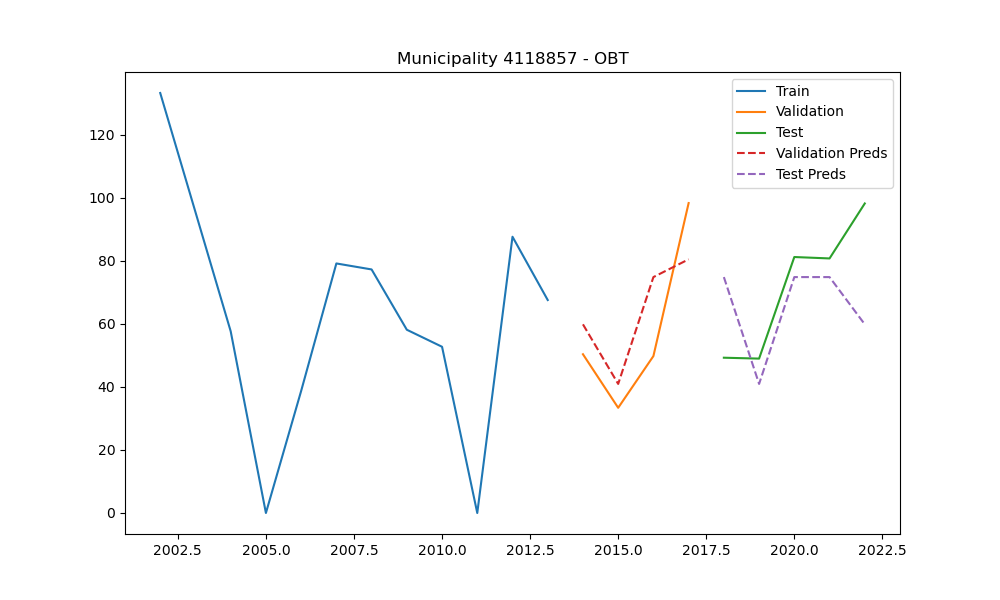 Municipality 4118857 - OBT
Train
Validation
Test
Validation Preds
Test Preds
120
100
80
60
40
20
0
2002.5 2005.0 2007.5 2010.0 2012.5 2015.0 2017.5 2020.0 2022.5